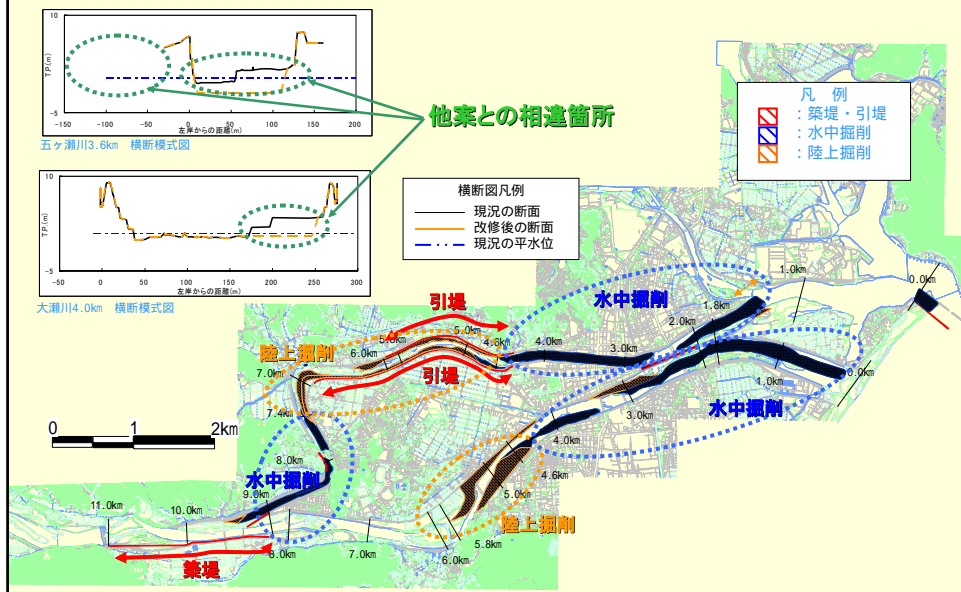 10
T.P.(m)
-5
-150
-100
-50
0
50
100
150
200
左岸からの距離(m)
五ヶ瀬川3.6km 横断模式図
10
T.P.(m)
-5
-50
0
50
100
150
200
250
300
左岸からの距離(m)
大瀬川4.0km 横断模式図
他案との相違箇所
凡 例
:築堤・引堤
:水中掘削
:陸上掘削
横断図凡例
現況の断面
改修後の断面
現況の平水位
引堤
水中掘削
1.0km
0.0km
1.8km
2.0km
陸上掘削
5.0km
4.6km
4.0km
3.0km
6.0km
7.0km
引堤
0.0km
1.0km
水中掘削
7.4km
3.0km
0
1
2km
4.0km
8.0km
4.6km
水中掘削
9.0km
5.0km
11.0km
10.0km
陸上掘削
5.8km
8.0km
7.0km
6.0km
築堤